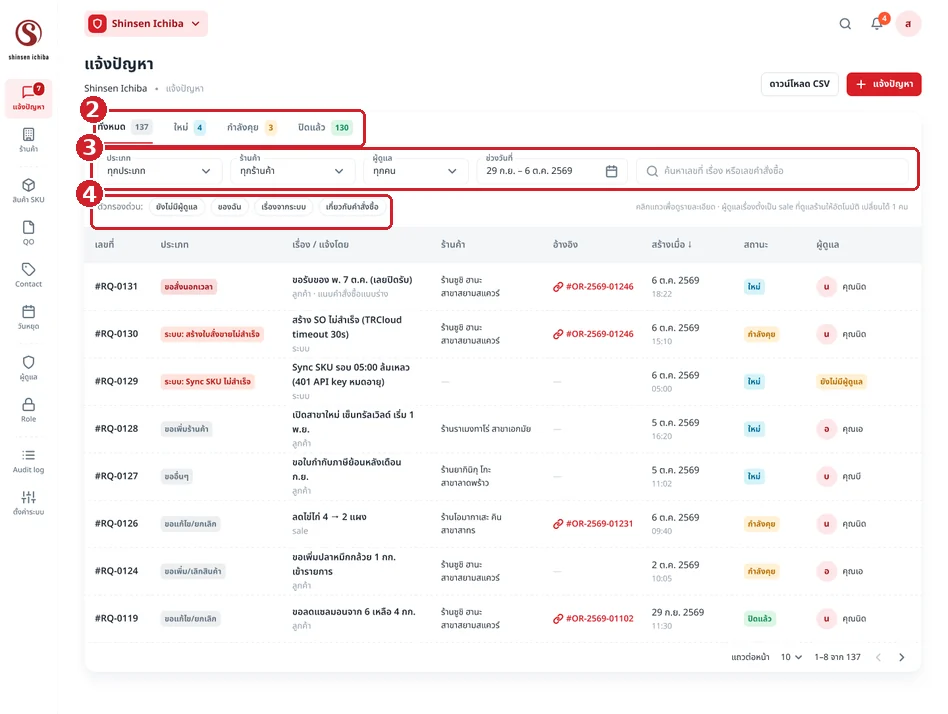 Shinsen Ichiba
4
ส
shinsen ichiba
แจ้งปัญหา
Shinsen Ichiba • แจ้งปัญหา
ดาวน์โหลด CSV
+ แจ้งปัญหา
7
แจ้งปัญหา
ร้านค้า
สินค้า SKU
QO
Contact
วันหยุด
ผู้ดูแล
Role
Audit log
ตั้งค่าระบบ
2
ทั้งหมด 137 ใหม่ 4 กำลังคุย 3 ปิดแล้ว 130
3
ประเภท ร้านค้า ผู้ดูแล ช่วงวันที่
ทุกประเภท ทุกร้านค้า ทุกคน 29 ก.ย. – 6 ต.ค. 2569 ค้นหาเลขที่ เรื่อง หรือเลขคำสั่งซื้อ
4
ตัวกรองด่วน: ยังไม่มีผู้ดูแล ของฉัน เรื่องจากระบบ เกี่ยวกับคำสั่งซื้อ
คลิกแถวเพื่อดูรายละเอียด · ผู้ดูแลเรื่องตั้งเป็น sale ที่ดูแลร้านให้อัตโนมัติ เปลี่ยนได้ 1 คน
เลขที่ ประเภท เรื่อง / แจ้งโดย ร้านค้า อ้างอิง สร้างเมื่อ ↓ สถานะ ผู้ดูแล
#RQ-0131 ขอสั่งนอกเวลา ขอรับของ พ. 7 ต.ค. (เลยปิดรับ) ร้านซูชิ ฮานะ #OR-2569-01246 6 ต.ค. 2569 ใหม่ น คุณนิด
ลูกค้า · แนบคำสั่งซื้อแบบร่าง สาขาสยามสแควร์ 18:22
#RQ-0130 ระบบ: สร้างใบสั่งขายไม่สำเร็จ สร้าง SO ไม่สำเร็จ (TRCloud ร้านซูชิ ฮานะ #OR-2569-01246 6 ต.ค. 2569 กำลังคุย น คุณนิด
timeout 30s) สาขาสยามสแควร์ 15:10
ระบบ
#RQ-0129 ระบบ: Sync SKU ไม่สำเร็จ Sync SKU รอบ 05:00 ล้มเหลว — — 6 ต.ค. 2569 ใหม่ ยังไม่มีผู้ดูแล
(401 API key หมดอายุ) 05:00
ระบบ
#RQ-0128 ขอเพิ่มร้านค้า เปิดสาขาใหม่ เซ็นทรัลเวิลด์ เริ่ม 1 ร้านราเมงทาโร่ สาขาเอกมัย — 5 ต.ค. 2569 ใหม่ อ คุณเอ
พ.ย. 16:20
ลูกค้า
#RQ-0127 ขออื่นๆ ขอใบกำกับภาษีย้อนหลังเดือน ร้านยากินิกุ โกะ — 5 ต.ค. 2569 ใหม่ บ คุณบี
ก.ย. สาขาลาดพร้าว 11:02
ลูกค้า
#RQ-0126 ขอแก้ไข/ยกเลิก ลดไข่ไก่ 4 → 2 แผง ร้านโอมากาเสะ คิน #OR-2569-01231 6 ต.ค. 2569 กำลังคุย น คุณนิด
sale สาขาสาทร 09:40
#RQ-0124 ขอเพิ่ม/เลิกสินค้า ขอเพิ่มปลาหมึกกล้วย 1 กก. ร้านซูชิ ฮานะ — 2 ต.ค. 2569 กำลังคุย อ คุณเอ
เข้ารายการ สาขาสยามสแควร์ 10:05
ลูกค้า
#RQ-0119 ขอแก้ไข/ยกเลิก ขอลดแซลมอนจาก 6 เหลือ 4 กก. ร้านซูชิ ฮานะ #OR-2569-01102 29 ก.ย. 2569 ปิดแล้ว น คุณนิด
ลูกค้า สาขาสยามสแควร์ 11:30
แถวต่อหน้า 10 1–8 จาก 137